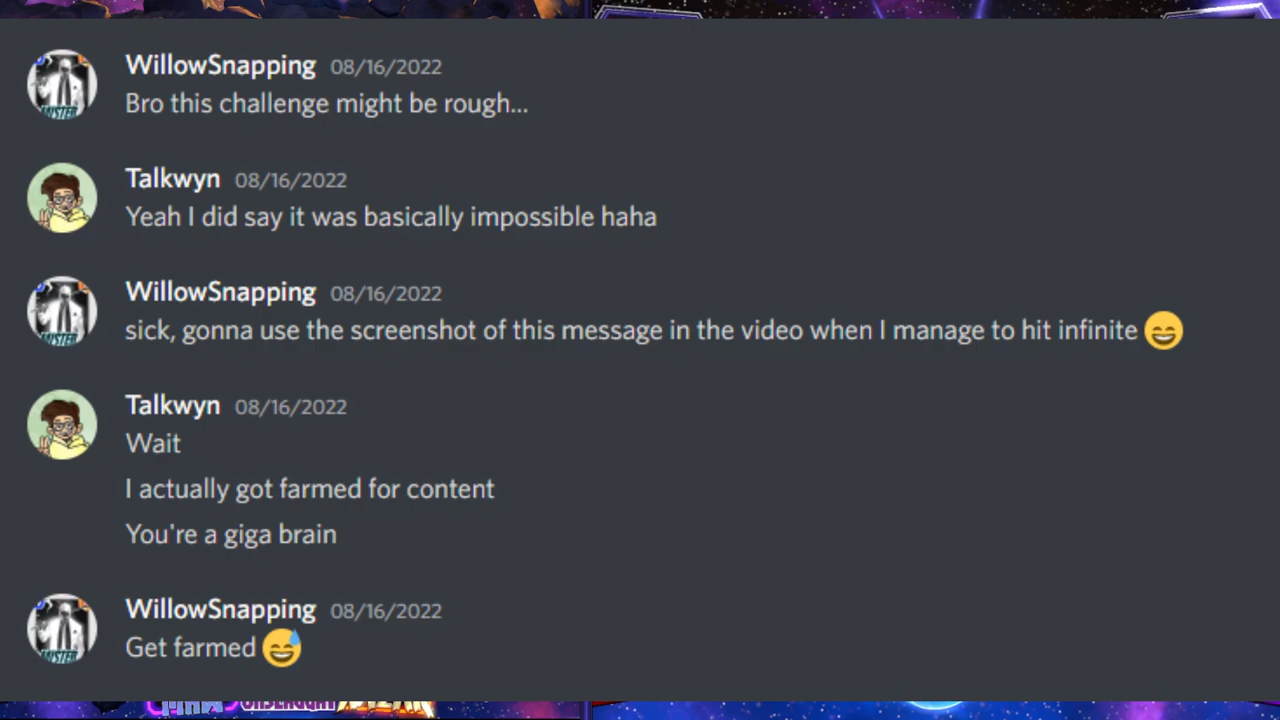 WillowSnapping 08/16/2022
Bro this challenge might be rough...
Talkwyn 08/16/2022
Yeah I did say it was basically impossible haha
WillowSnapping 08/16/2022
sick, gonna use the screenshot of this message in the video when I manage to hit infinite 😄
Talkwyn 08/16/2022
Wait
I actually got farmed for content
You're a giga brain
WillowSnapping 08/16/2022
Get farmed 😅